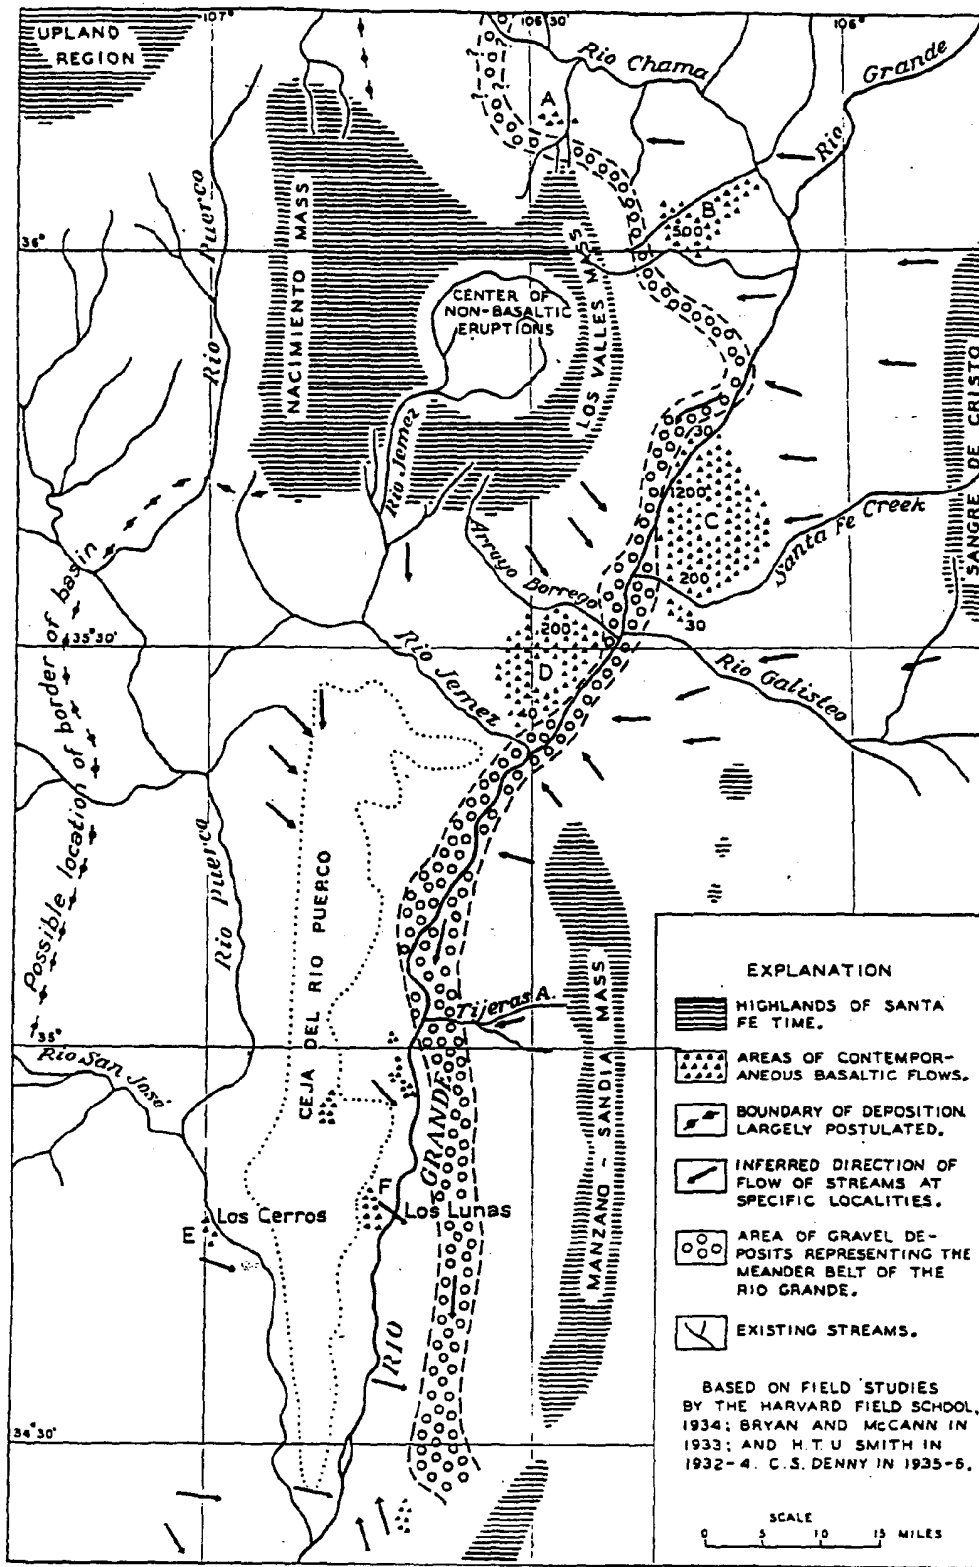 107°
106°30'
106°
UPLAND
REGION
Rio Chama
Rio Grande
A
B
500
Rio Puerco
36°
NACIMIENTO MASS
CENTER OF
NON-BASALTIC
ERUPTIONS
LOS VALLES MASS
SANGRE DE CRISTO
Rio Jemez
30
1200
C
Santa Fe Creek
Arroyo Borrego
200
30
Possible location of border of basin
35°30'
200
D
Rio Jemez
Rio Galisteo
Rio Puerco
CEJA DEL RIO PUERCO
Tijeras A.
35°
Rio San José
RIO GRANDE
MANZANO - SANDIA MASS
F
Los Lunas
Los Cerros
E
34°30'
EXPLANATION
HIGHLANDS OF SANTA
FE TIME.
AREAS OF CONTEMPOR-
ANEOUS BASALTIC FLOWS.
BOUNDARY OF DEPOSITION
LARGELY POSTULATED.
INFERRED DIRECTION OF
FLOW OF STREAMS AT
SPECIFIC LOCALITIES.
AREA OF GRAVEL DE-
POSITS REPRESENTING THE
MEANDER BELT OF THE
RIO GRANDE.
EXISTING STREAMS.
BASED ON FIELD STUDIES
BY THE HARVARD FIELD SCHOOL,
1934; BRYAN AND McCANN IN
1933; AND H.T.U SMITH IN
1932-4. C.S. DENNY IN 1935-6.
SCALE
0 5 10 15 MILES